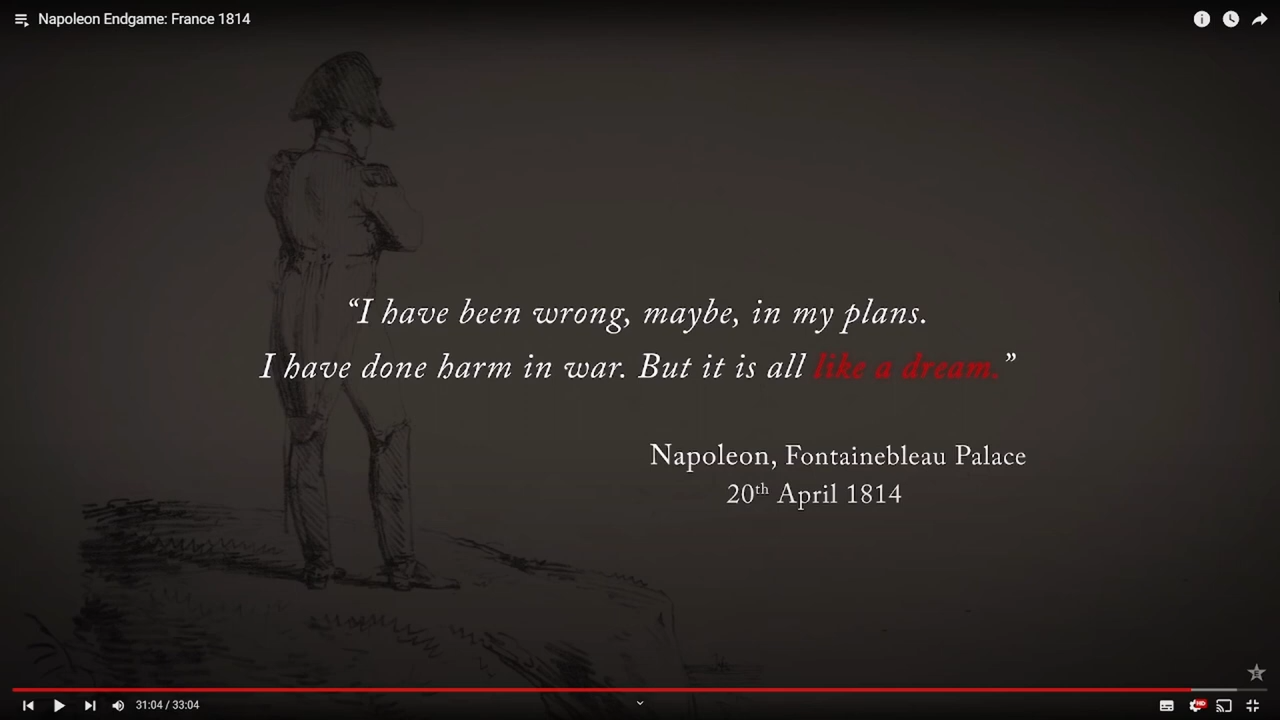 Napoleon Endgame: France 1814
“I have been wrong, maybe, in my plans.
I have done harm in war. But it is all like a dream.”
Napoleon, Fontainebleau Palace
20th April 1814
31:04 / 33:04
HD